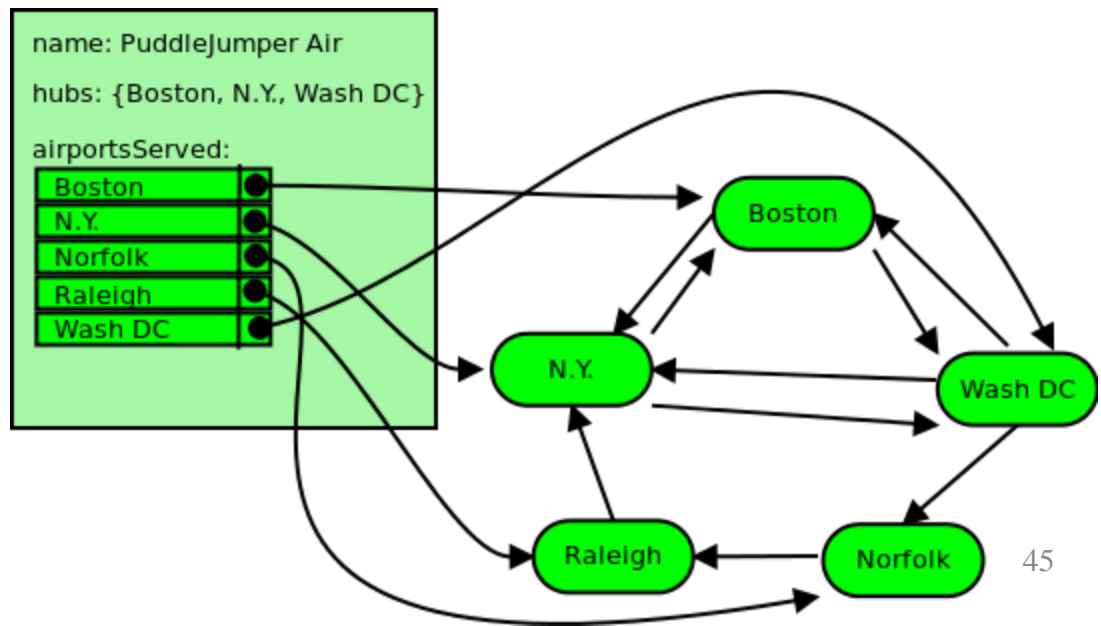 name: PuddleJumper Air
hubs: {Boston, N.Y., Wash DC}
airportsServed:
Boston
N.Y.
Norfolk
Raleigh
Wash DC
Boston
N.Y.
Wash DC
Raleigh
Norfolk
45